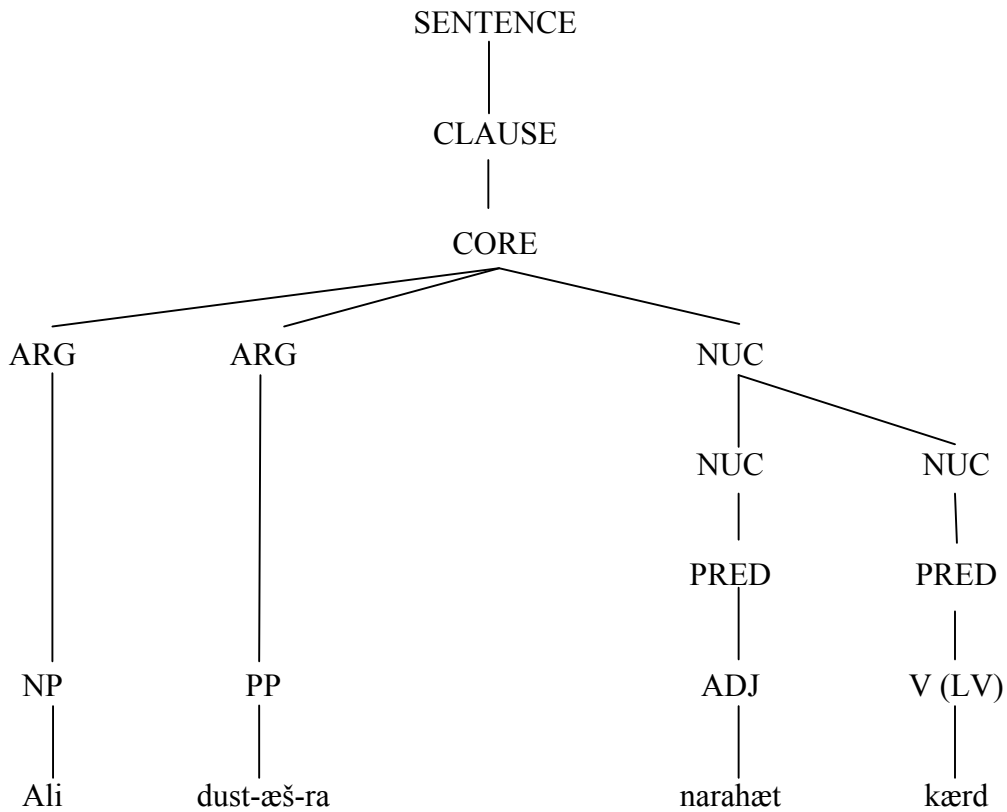 SENTENCE
CLAUSE
CORE
ARG ARG NUC
NUC NUC
PRED PRED
NP PP ADJ V (LV)
Ali dust-æš-ra narahæt kærd